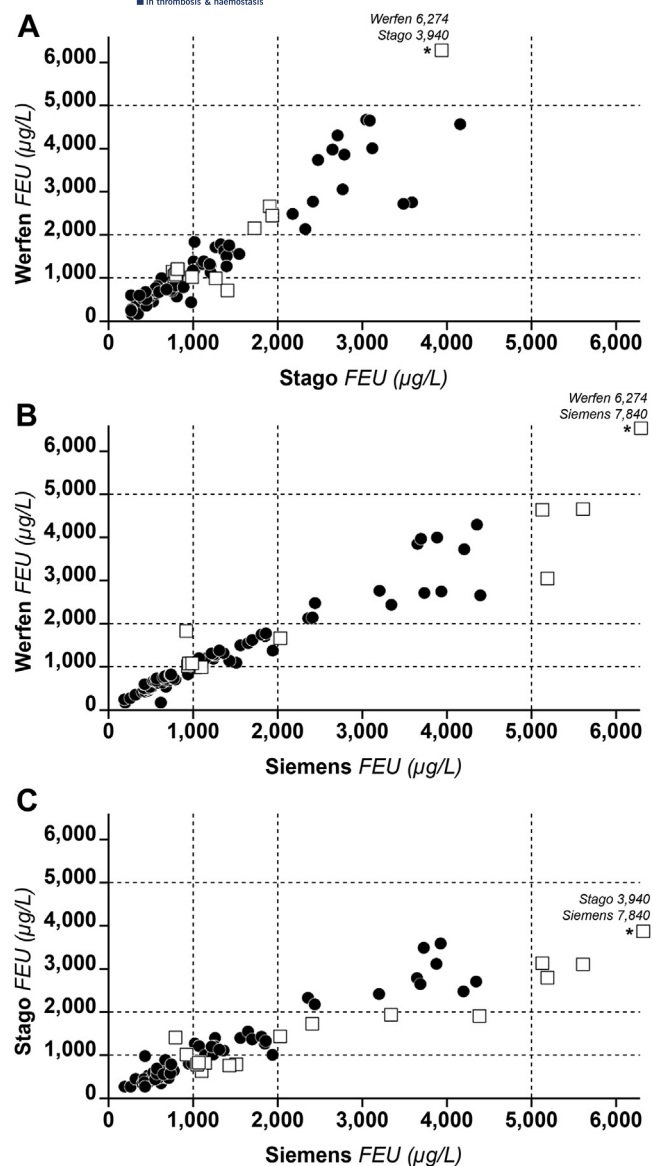 in thrombosis & haemostasis
A
Werfen 6,274
Stago 3,940
*
6,000
5,000
4,000
3,000
2,000
1,000
0
Werfen FEU (µg/L)
0 1,000 2,000 3,000 4,000 5,000 6,000
Stago FEU (µg/L)
B
Werfen 6,274
Siemens 7,840
*
6,000
5,000
4,000
3,000
2,000
1,000
0
Werfen FEU (µg/L)
0 1,000 2,000 3,000 4,000 5,000 6,000
Siemens FEU (µg/L)
C
Stago 3,940
Siemens 7,840
*
6,000
5,000
4,000
3,000
2,000
1,000
0
Stago FEU (µg/L)
0 1,000 2,000 3,000 4,000 5,000 6,000
Siemens FEU (µg/L)